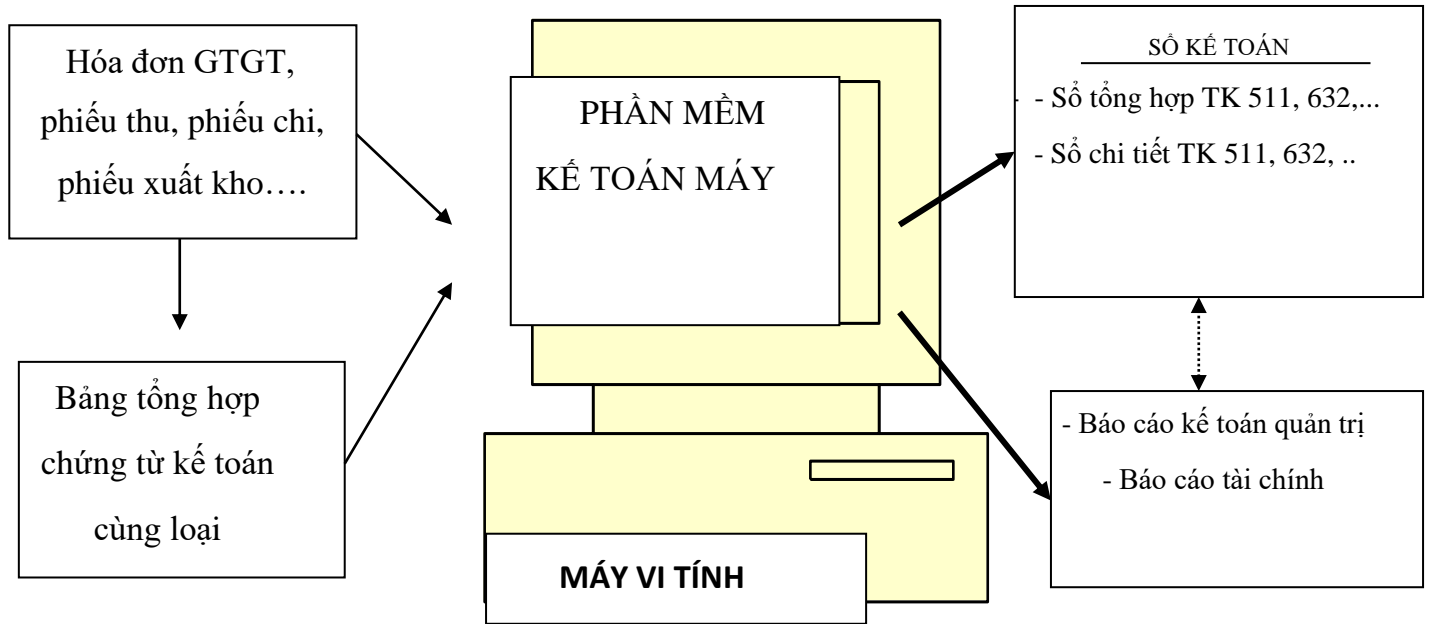 Hóa đơn GTGT,
phiếu thu, phiếu chi,
phiếu xuất kho….
Bảng tổng hợp
chứng từ kế toán
cùng loại
PHẦN MỀM
KẾ TOÁN MÁY
MÁY VI TÍNH
SỔ KẾ TOÁN
- - Sổ tổng hợp TK 511, 632,...
- Sổ chi tiết TK 511, 632, ..
- Báo cáo kế toán quản trị
- Báo cáo tài chính